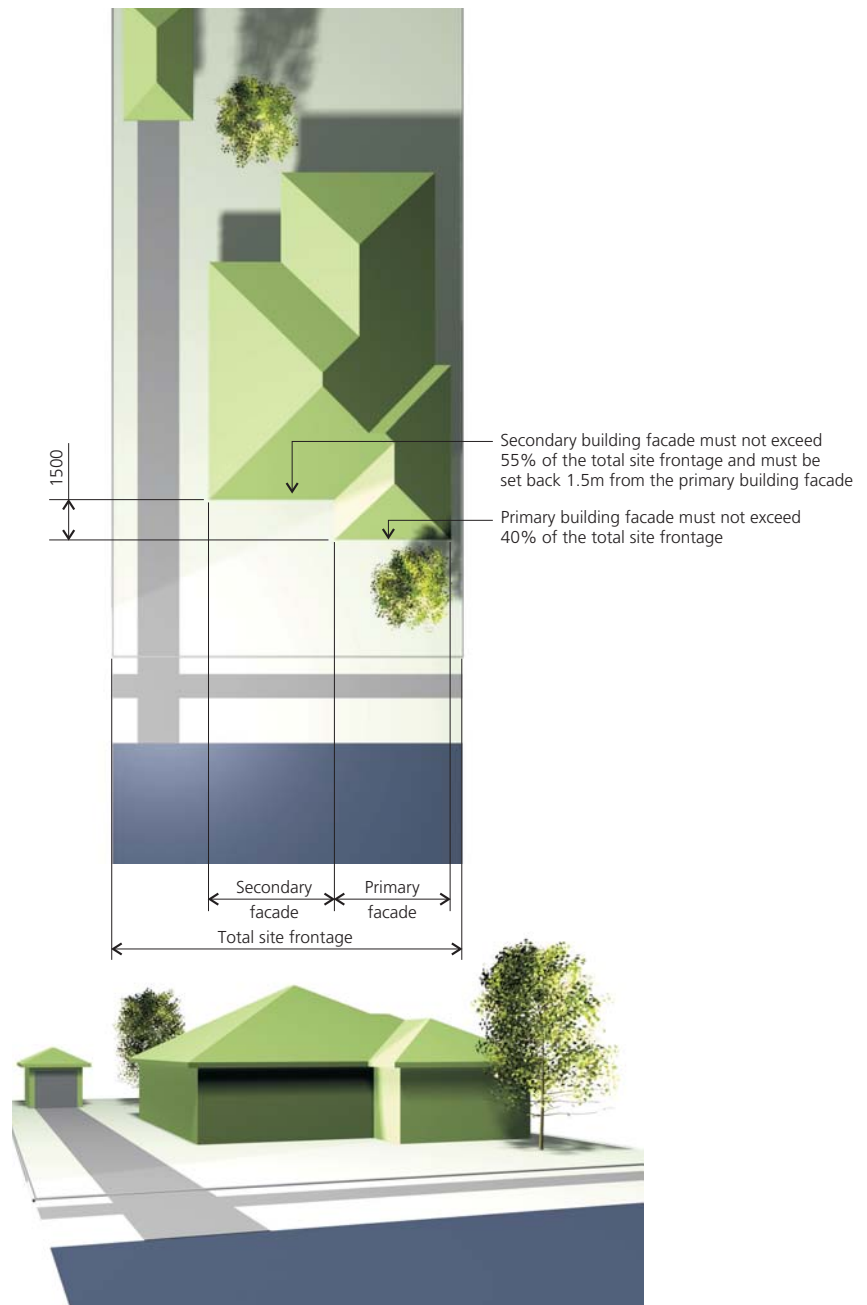 Secondary building facade must not exceed
55% of the total site frontage and must be
set back 1.5m from the primary building facade
1500
Primary building facade must not exceed
40% of the total site frontage
Secondary
facade
Primary
facade
Total site frontage